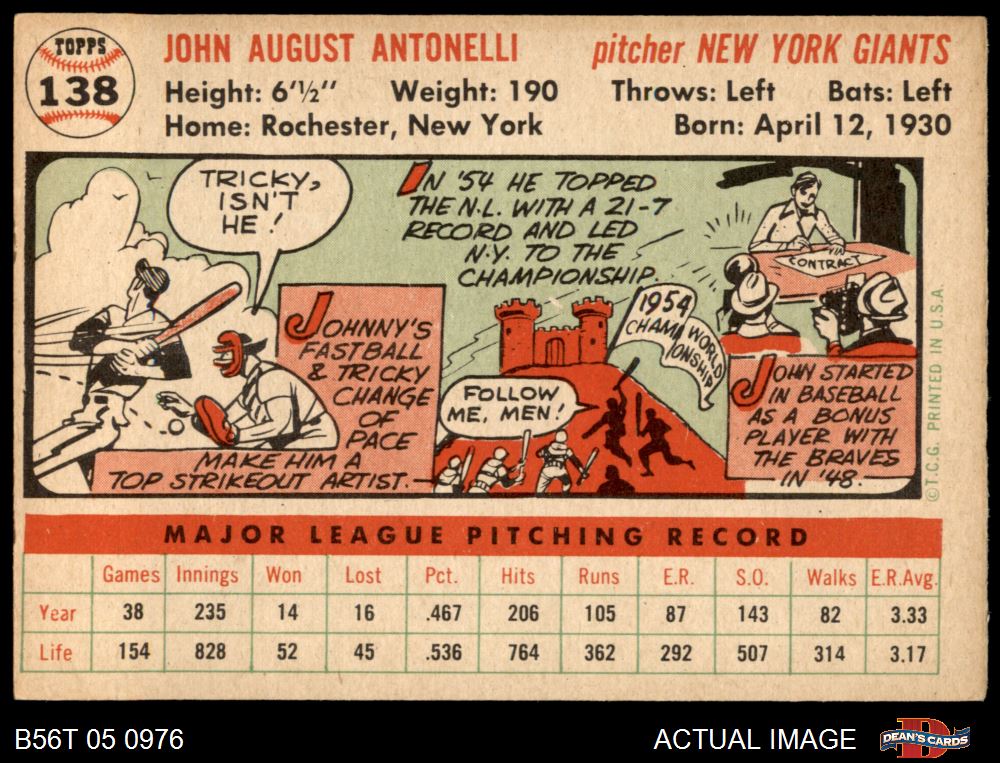 TOPPS
138
JOHN AUGUST ANTONELLI
pitcher NEW YORK GIANTS
Height: 6'½" Weight: 190 Throws: Left Bats: Left
Home: Rochester, New York Born: April 12, 1930
TRICKY,
ISN'T
HE!
JOHNNY'S
FASTBALL
& TRICKY
CHANGE
OF
PACE
MAKE HIM A
TOP STRIKEOUT ARTIST.
IN '54 HE TOPPED
THE N.L. WITH A 21-7
RECORD AND LED
N.Y. TO THE
CHAMPIONSHIP.
1954
WORLD
CHAMPIONSHIP
FOLLOW
ME, MEN!
CONTRACT
JOHN STARTED
IN BASEBALL
AS A BONUS
PLAYER WITH
THE BRAVES
IN '48.
© T.C.G. PRINTED IN U.S.A.
MAJOR LEAGUE PITCHING RECORD
Games Innings Won Lost Pct. Hits Runs E.R. S.O. Walks E.R.Avg.
Year 38 235 14 16 .467 206 105 87 143 82 3.33
Life 154 828 52 45 .536 764 362 292 507 314 3.17
B56T 05 0976
ACTUAL IMAGE
DEAN'S CARDS